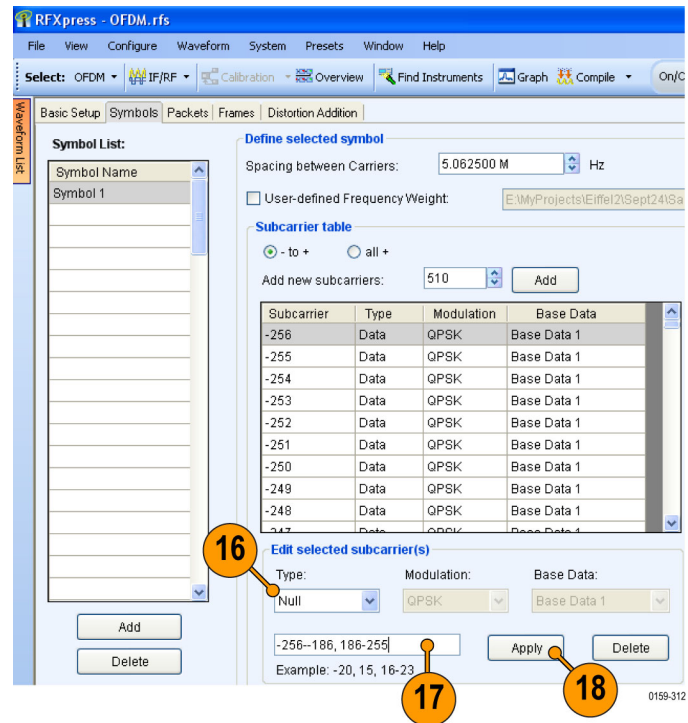 RFXpress - OFDM.rfs
File View Configure Waveform System Presets Window Help
Select: OFDM IF/RF Calibration Overview Find Instruments Graph Compile On/O
Waveform List
Basic Setup Symbols Packets Frames Distortion Addition
Symbol List:
Symbol Name
Symbol 1
Add
Delete
Define selected symbol
Spacing between Carriers: 5.062500 M Hz
User-defined Frequency Weight: E:\MyProjects\Eiffel2\Sept24\Sa
Subcarrier table
- to + all +
Add new subcarriers: 510 Add
Subcarrier Type Modulation Base Data
-256 Data QPSK Base Data 1
-255 Data QPSK Base Data 1
-254 Data QPSK Base Data 1
-253 Data QPSK Base Data 1
-252 Data QPSK Base Data 1
-251 Data QPSK Base Data 1
-250 Data QPSK Base Data 1
-249 Data QPSK Base Data 1
-248 Data QPSK Base Data 1
-247 Data QPSK Base Data 1
16
Edit selected subcarrier(s)
Type: Modulation: Base Data:
Null QPSK Base Data 1
-256--186, 186-255 Apply Delete
Example: -20, 15, 16-23
17
18
0159-312